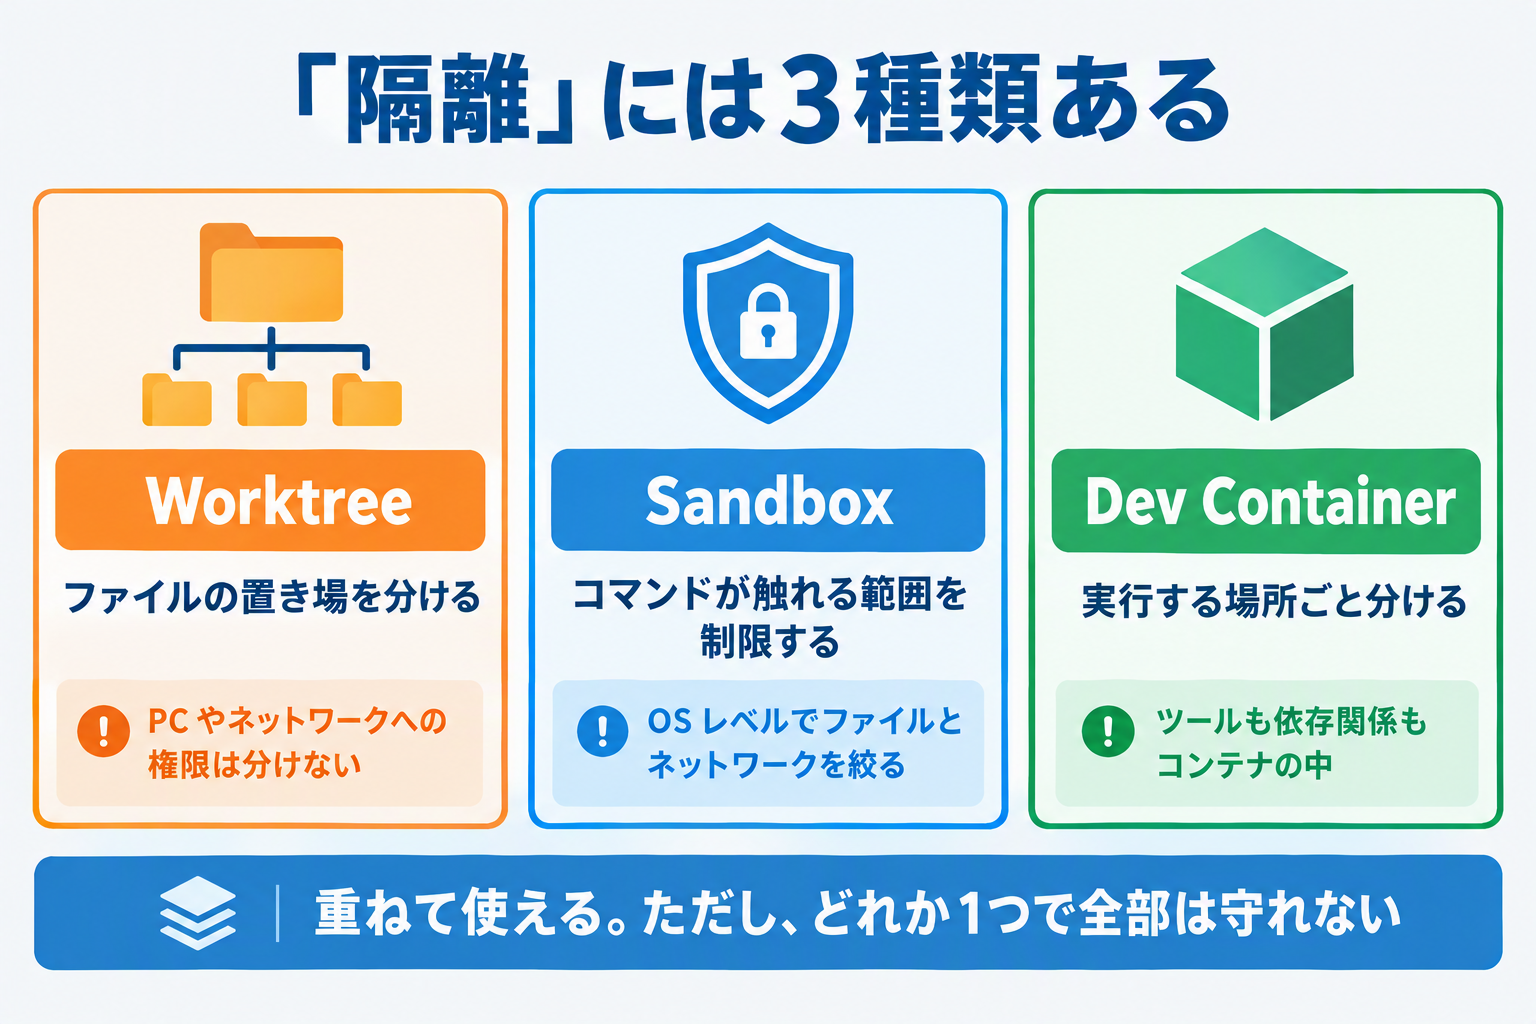 「隔離」には3種類ある
Worktree
ファイルの置き場を分ける
PCやネットワークへの
権限は分けない
Sandbox
コマンドが触れる範囲を
制限する
OSレベルでファイルと
ネットワークを絞る
Dev Container
実行する場所ごと分ける
ツールも依存関係も
コンテナの中
重ねて使える。ただし、どれか1つで全部は守れない